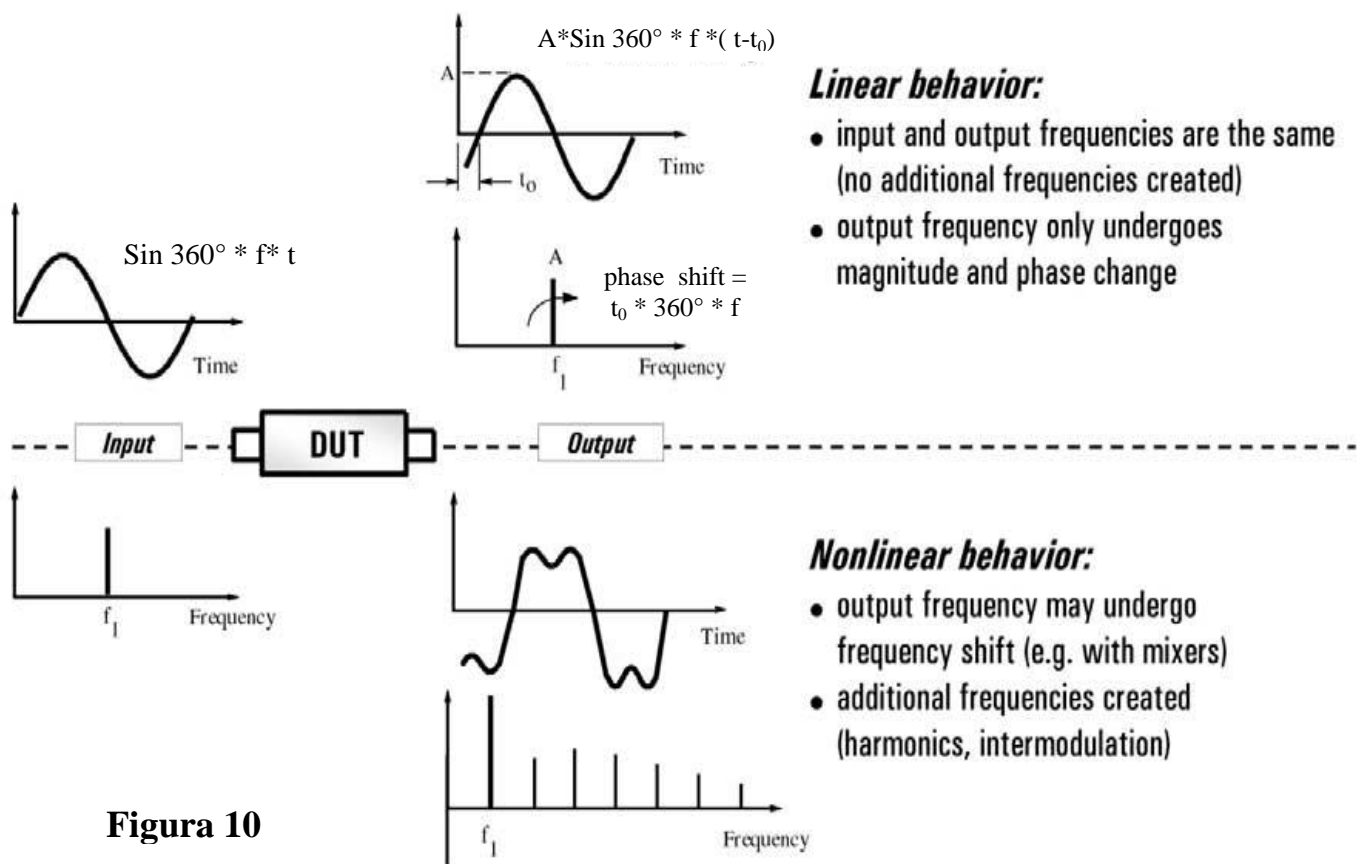 A*Sin 360° * f *( t-t0)
A
Time
t0
Linear behavior:
• input and output frequencies are the same
(no additional frequencies created)
• output frequency only undergoes
magnitude and phase change
Sin 360° * f* t
Time
A
phase shift =
t0 * 360° * f
f1
Frequency
Input
DUT
Output
f1
Frequency
Time
Nonlinear behavior:
• output frequency may undergo
frequency shift (e.g. with mixers)
• additional frequencies created
(harmonics, intermodulation)
f1
Frequency
Figura 10